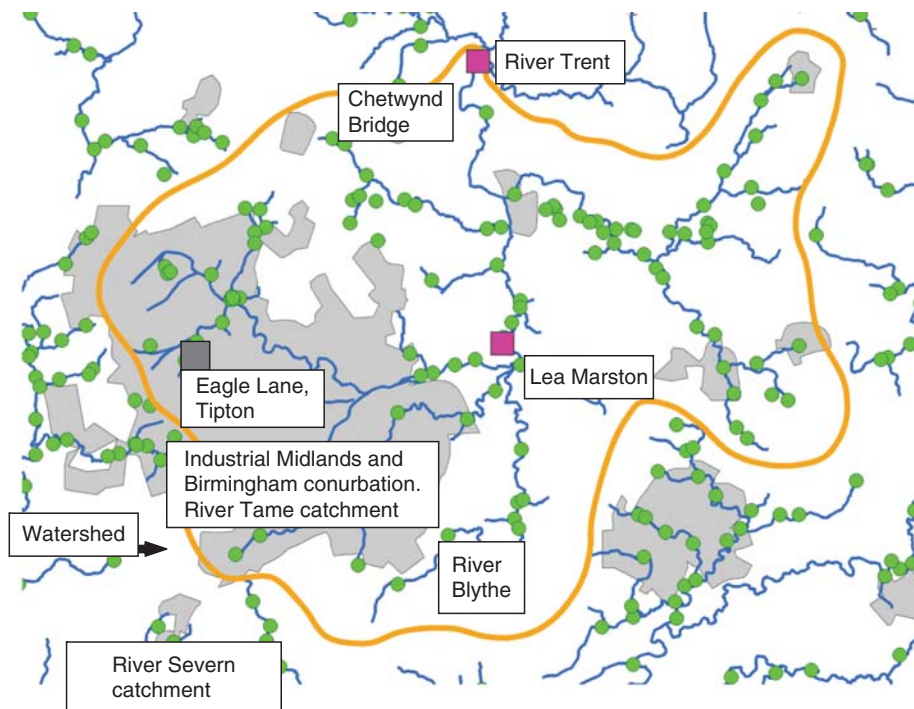 River Trent
Chetwynd
Bridge
Lea Marston
Eagle Lane,
Tipton
Industrial Midlands and
Birmingham conurbation.
River Tame catchment
Watershed
River
Blythe
River Severn
catchment